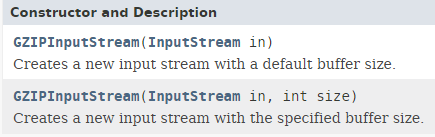 Constructor and Description
GZIPInputStream(InputStream in)
Creates a new input stream with a default buffer size.
GZIPInputStream(InputStream in, int size)
Creates a new input stream with the specified buffer size.